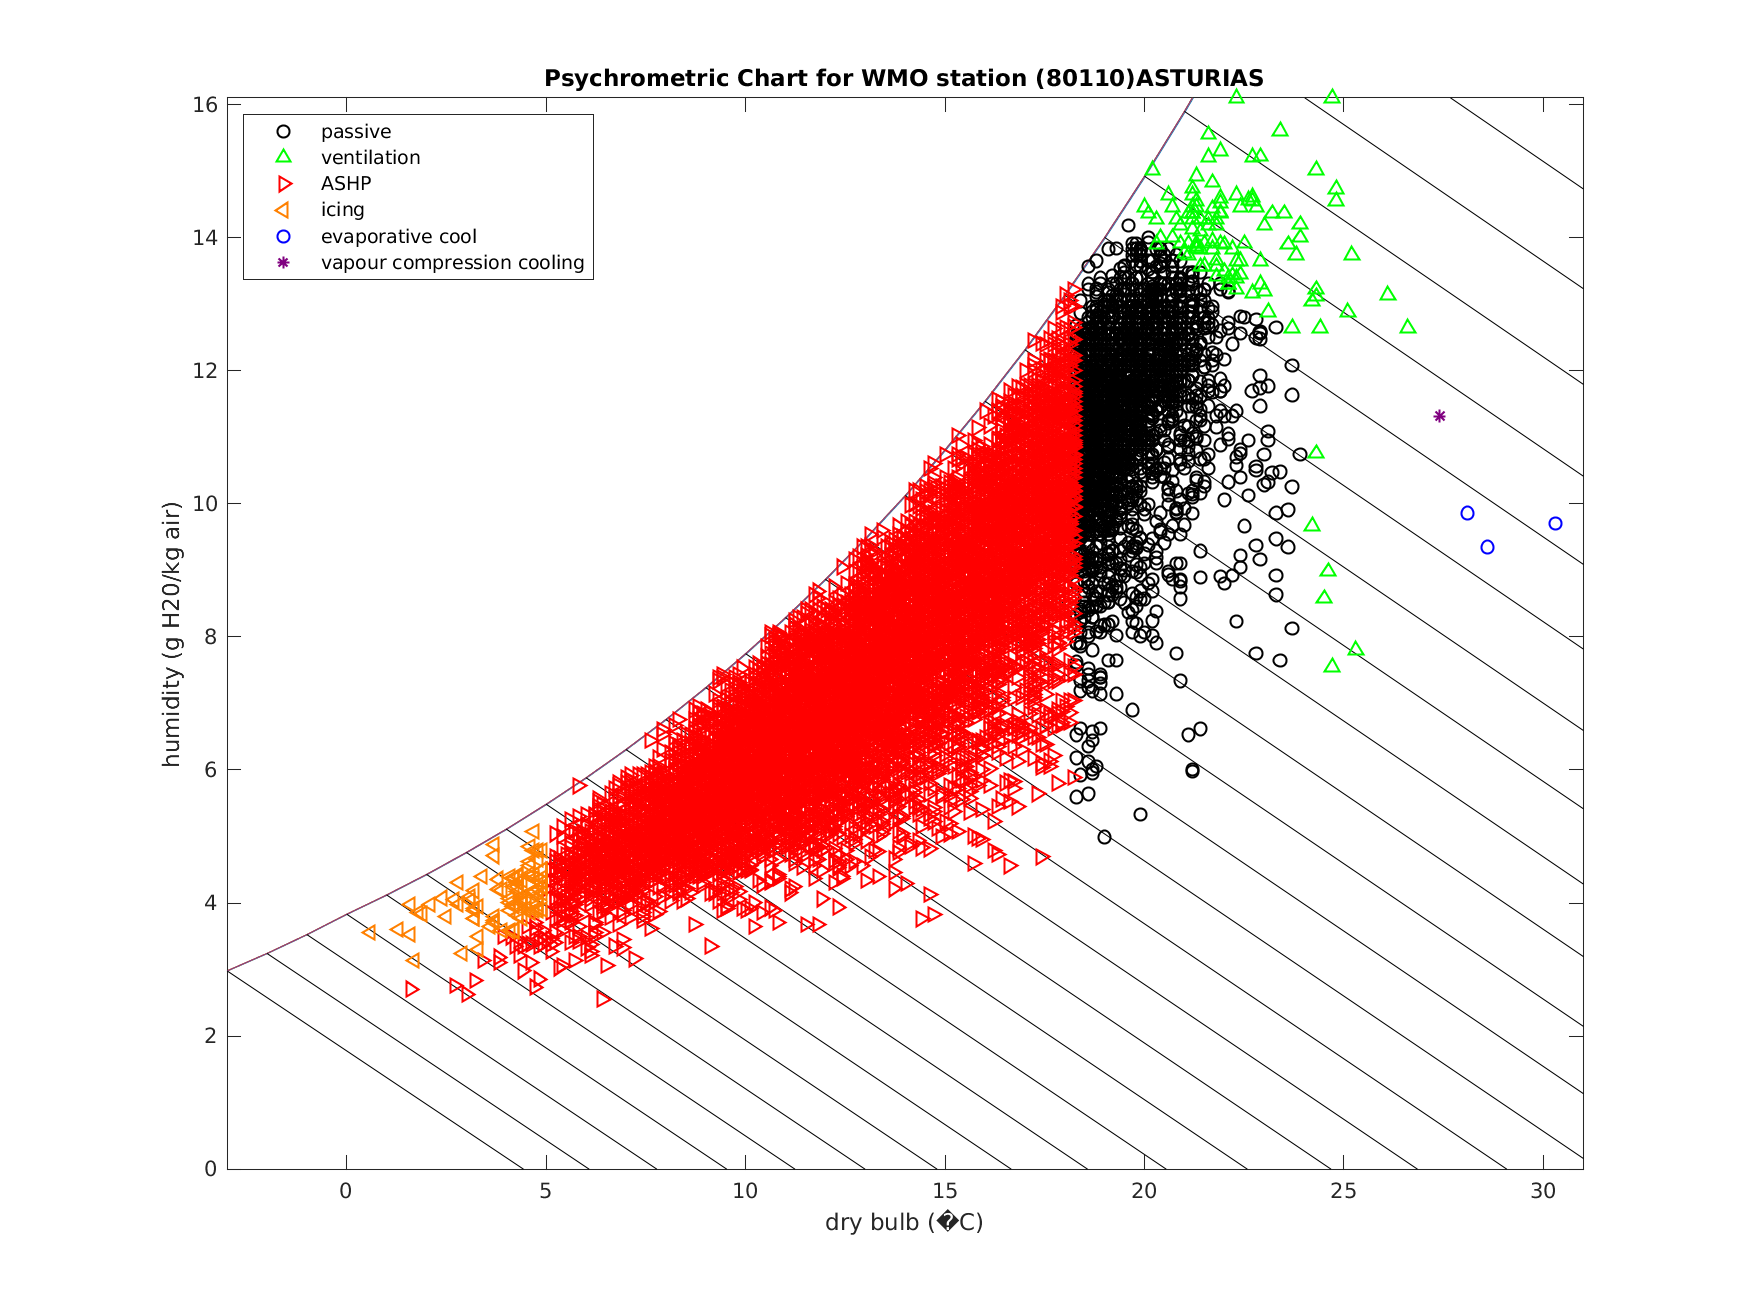 Psychrometric Chart for WMO station (80110)ASTURIAS
16
14
12
10
8
6
4
2
0
passive
ventilation
ASHP
icing
evaporative cool
vapour compression cooling
humidity (g H20/kg air)
0 5 10 15 20 25 30
dry bulb (�C)